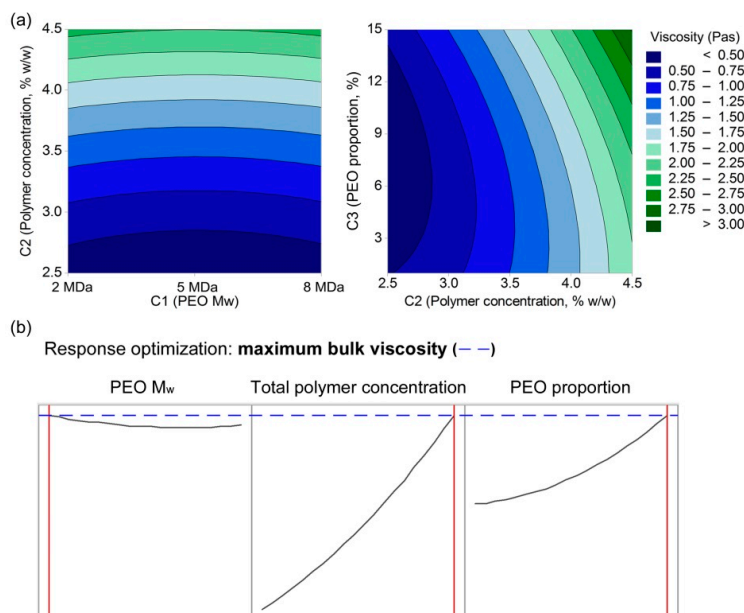 (a)
4.5
4.0
3.5
3.0
2.5
C2 (Polymer concentration, % w/w)
2 MDa
5 MDa
8 MDa
C1 (PEO Mw)
15
12
9
6
3
C3 (PEO proportion, %)
2.5
3.0
3.5
4.0
4.5
C2 (Polymer concentration, % w/w)
Viscosity (Pas)
< 0.50
0.50 – 0.75
0.75 – 1.00
1.00 – 1.25
1.25 – 1.50
1.50 – 1.75
1.75 – 2.00
2.00 – 2.25
2.25 – 2.50
2.50 – 2.75
2.75 – 3.00
> 3.00
(b)
Response optimization: maximum bulk viscosity (– –)
PEO Mw
Total polymer concentration
PEO proportion